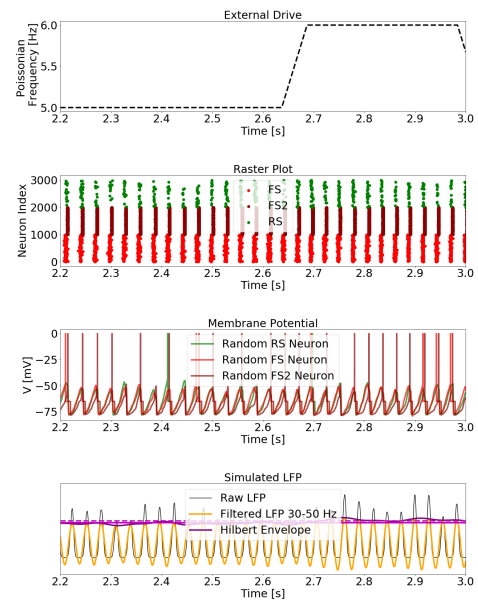 External Drive
Poissonian
Frequency [Hz]
6.0
5.5
5.0
2.2 2.3 2.4 2.5 2.6 2.7 2.8 2.9 3.0
Time [s]
Raster Plot
Neuron Index
3000
2000
1000
0
FS
FS2
RS
2.2 2.3 2.4 2.5 2.6 2.7 2.8 2.9 3.0
Time [s]
Membrane Potential
V [mV]
0
−25
−50
−75
Random RS Neuron
Random FS Neuron
Random FS2 Neuron
2.2 2.3 2.4 2.5 2.6 2.7 2.8 2.9 3.0
Time [s]
Simulated LFP
Raw LFP
Filtered LFP 30-50 Hz
Hilbert Envelope
2.2 2.3 2.4 2.5 2.6 2.7 2.8 2.9 3.0
Time [s]